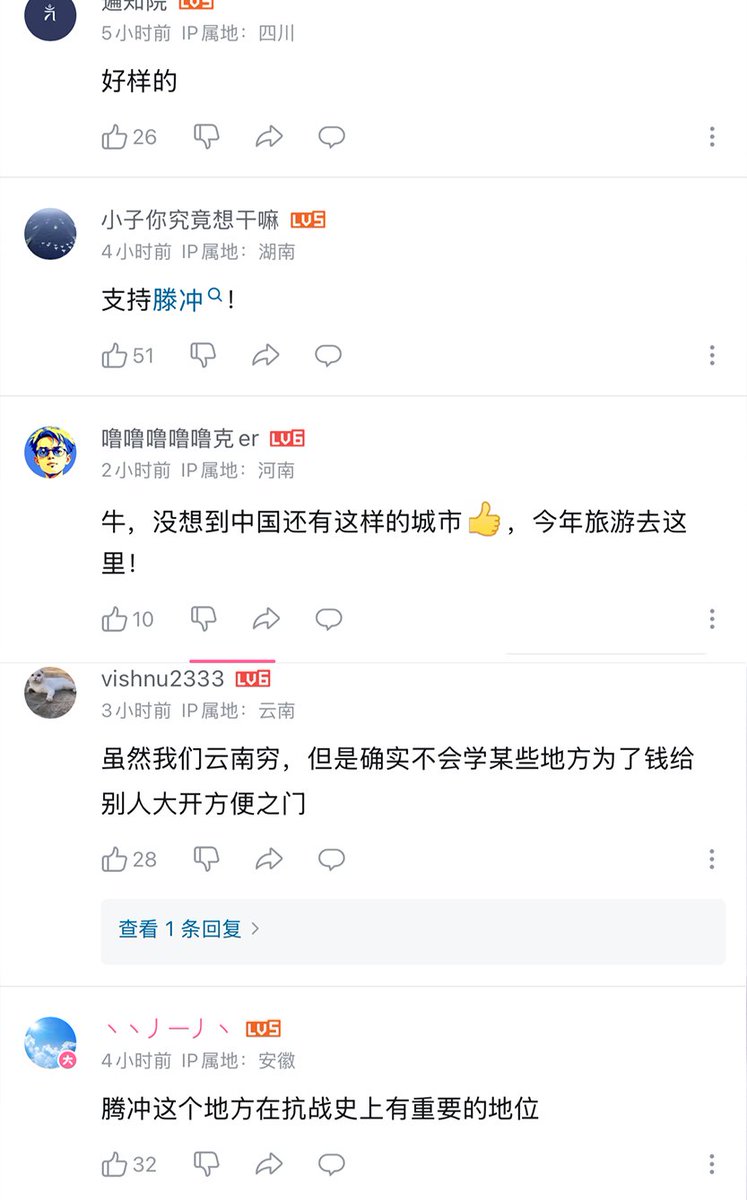 知院 LV5
5小时前 IP属地：四川
好样的
26
小子你究竟想干嘛 LV5
4小时前 IP属地：湖南
支持滕冲！
51
噜噜噜噜噜克er LV6
2小时前 IP属地：河南
牛，没想到中国还有这样的城市👍，今年旅游去这
里！
10
vishnu2333 LV6
3小时前 IP属地：云南
虽然我们云南穷，但是确实不会学某些地方为了钱给
别人大开方便之门
28
查看 1 条回复 >
丶丶丿一丿丶 LV5
大
4小时前 IP属地：安徽
腾冲这个地方在抗战史上有重要的地位
32